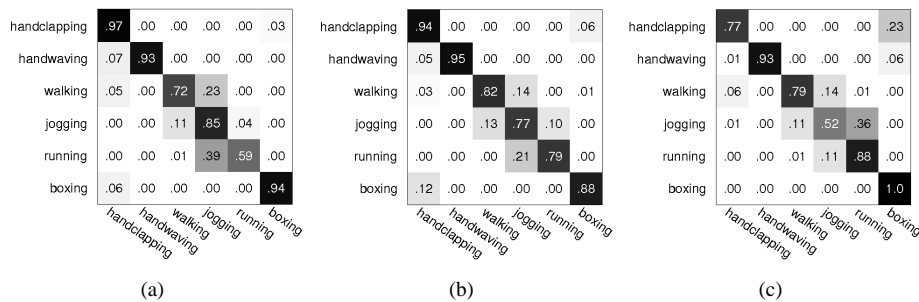 handclapping .97 .00 .00 .00 .00 .03
handwaving .07 .93 .00 .00 .00 .00
walking .05 .00 .72 .23 .00 .00
jogging .00 .00 .11 .85 .04 .00
running .00 .00 .01 .39 .59 .00
boxing .06 .00 .00 .00 .00 .94
handclapping handwaving walking jogging running boxing
(a)
handclapping .94 .00 .00 .00 .00 .06
handwaving .05 .95 .00 .00 .00 .00
walking .03 .00 .82 .14 .00 .01
jogging .00 .00 .13 .77 .10 .00
running .00 .00 .00 .21 .79 .00
boxing .12 .00 .00 .00 .00 .88
handclapping handwaving walking jogging running boxing
(b)
handclapping .77 .00 .00 .00 .00 .23
handwaving .01 .93 .00 .00 .00 .06
walking .06 .00 .79 .14 .01 .00
jogging .01 .00 .11 .52 .36 .00
running .00 .00 .01 .11 .88 .00
boxing .00 .00 .00 .00 .00 1.0
handclapping handwaving walking jogging running boxing
(c)